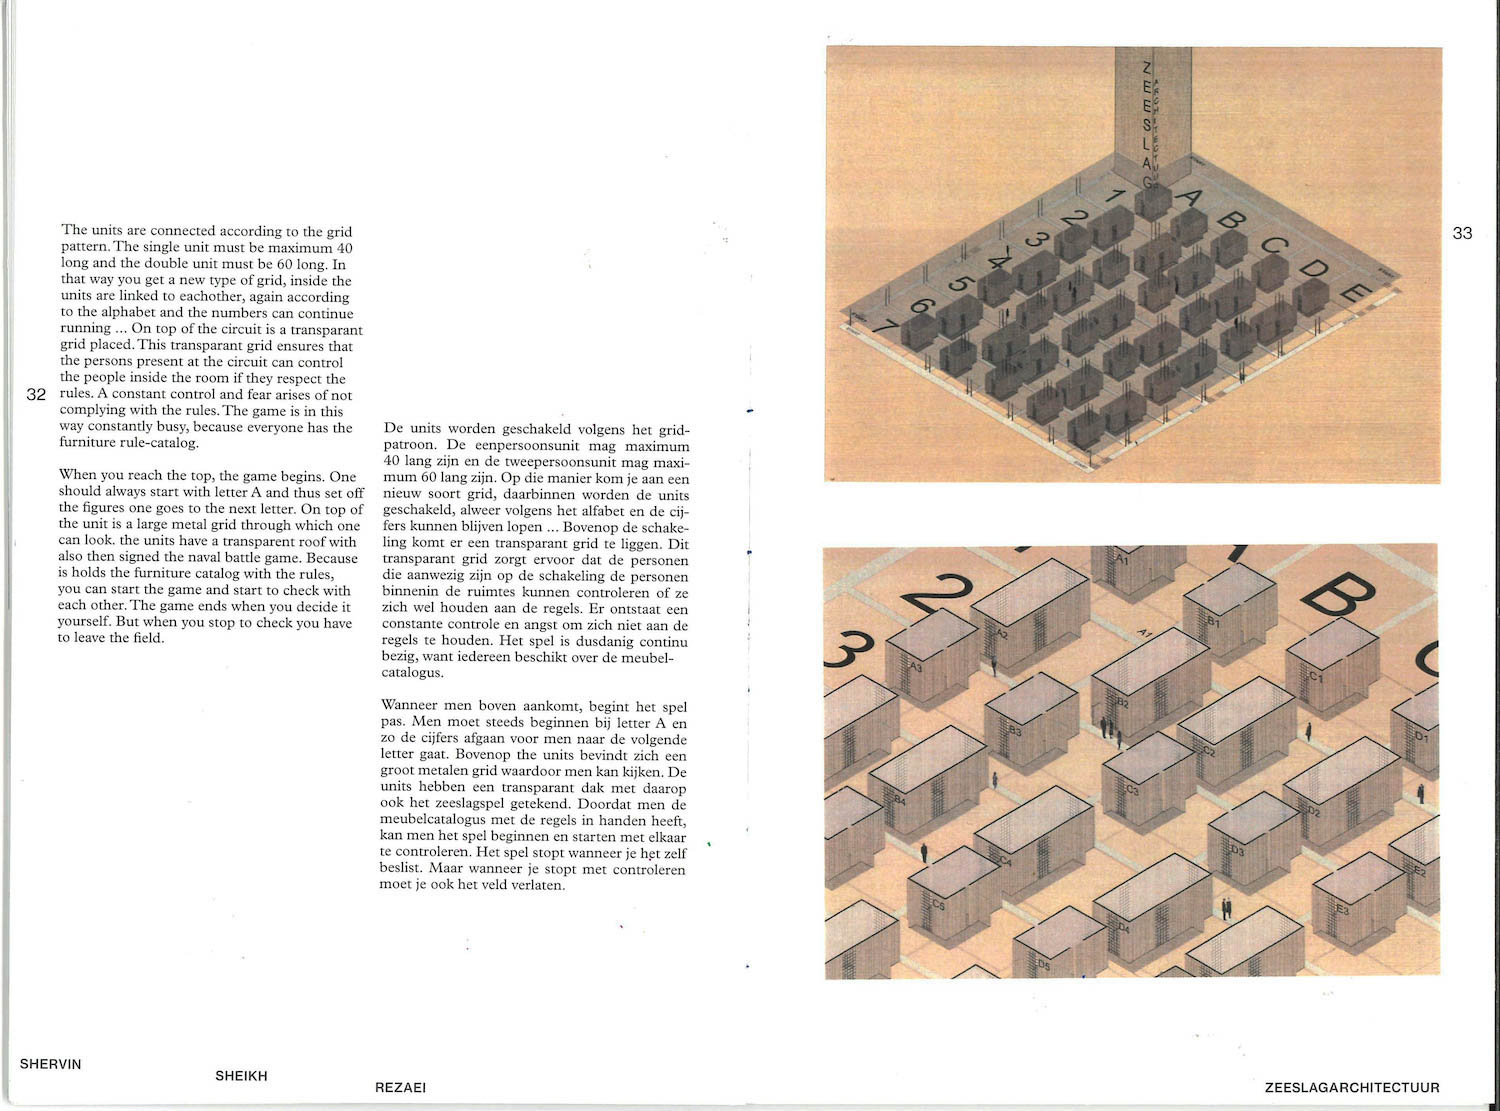 The units are connected according to the grid
pattern. The single unit must be maximum 40
long and the double unit must be 60 long. In
that way you get a new type of grid, inside the
units are linked to eachother, again according
to the alphabet and the numbers can continue
running ... On top of the circuit is a transparant
grid placed. This transparant grid ensures that
the persons present at the circuit can control
the people inside the room if they respect the
rules. A constant control and fear arises of not
complying with the rules. The game is in this
way constantly busy, because everyone has the
furniture rule-catalog.
When you reach the top, the game begins. One
should always start with letter A and thus set off
the figures one goes to the next letter. On top of
the unit is a large metal grid through which one
can look. the units have a transparent roof with
also then signed the naval battle game. Because
is holds the furniture catalog with the rules,
you can start the game and start to check with
each other. The game ends when you decide it
yourself. But when you stop to check you have
to leave the field.
32
De units worden geschakeld volgens het grid-
patroon. De eenpersoonsunit mag maximum
40 lang zijn en de tweepersoonsunit mag maxi-
mum 60 lang zijn. Op die manier kom je aan een
nieuw soort grid, daarbinnen worden de units
geschakeld, alweer volgens het alfabet en de cij-
fers kunnen blijven lopen ... Bovenop de schake-
ling komt er een transparant grid te liggen. Dit
transparant grid zorgt ervoor dat de personen
die aanwezig zijn op de schakeling de personen
binnenin de ruimtes kunnen controleren of ze
zich wel houden aan de regels. Er ontstaat een
constante controle en angst om zich niet aan de
regels te houden. Het spel is dusdanig continu
bezig, want iedereen beschikt over de meubel-
catalogus.
Wanneer men boven aankomt, begint het spel
pas. Men moet steeds beginnen bij letter A en
zo de cijfers afgaan voor men naar de volgende
letter gaat. Bovenop the units bevindt zich een
groot metalen grid waardoor men kan kijken. De
units hebben een transparant dak met daarop
ook het zeeslagspel getekend. Doordat men de
meubelcatalogus met de regels in handen heeft,
kan men het spel beginnen en starten met elkaar
te controleren. Het spel stopt wanneer je het zelf
beslist. Maar wanneer je stopt met controleren
moet je ook het veld verlaten.
SHERVIN
SHEIKH
REZAEI
ZEESLAG
ARCHITECTUUR
START
START
1
2
3
4
5
6
7
A
B
C
D
E
33
2
3
B
A1
A2
A3
A1
B1
B2
B3
B4
C1
C2
C3
C4
C5
D1
D2
D3
D4
D5
E2
E3
ZEESLAGARCHITECTUUR